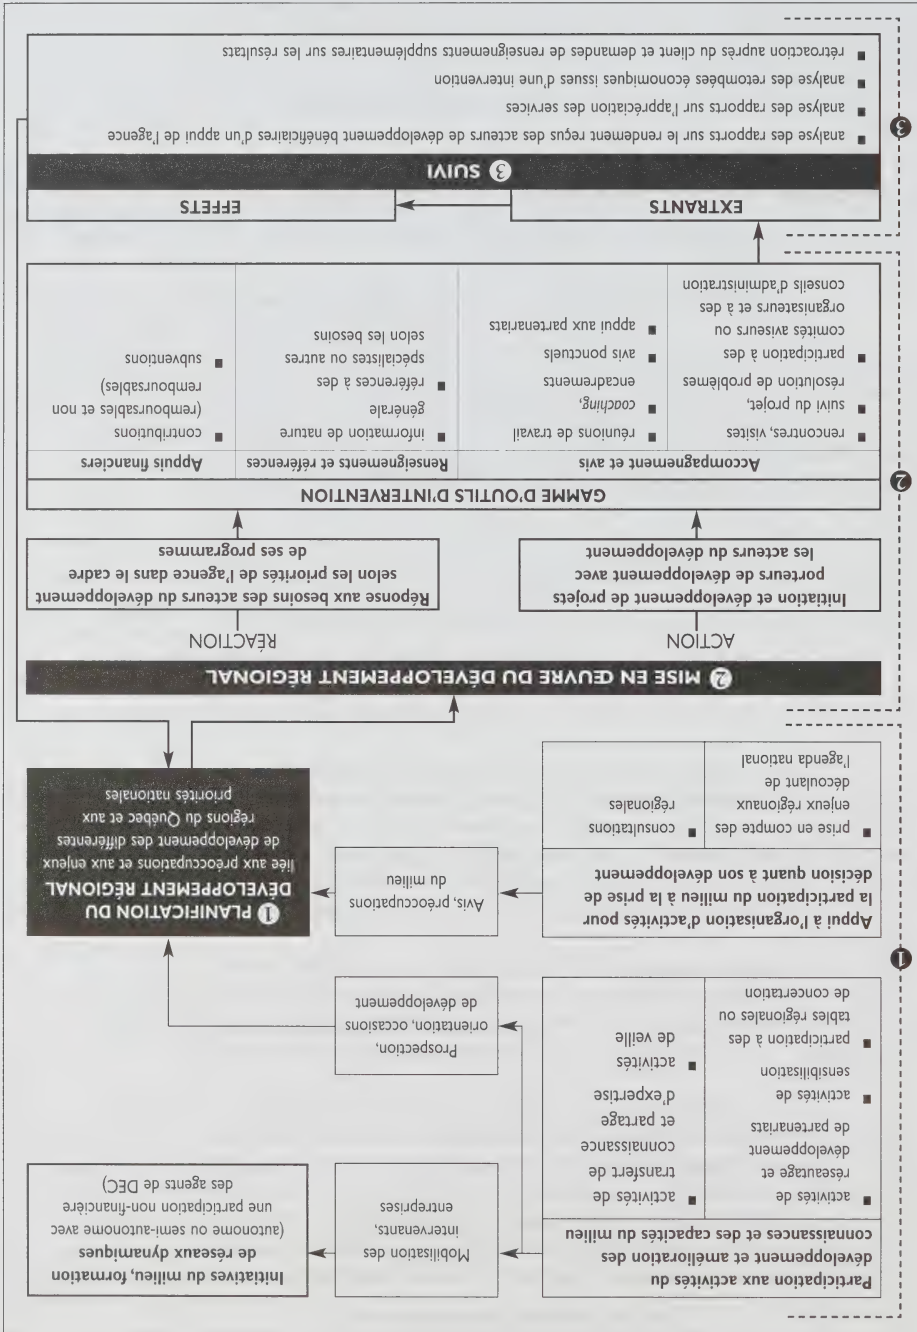 Participation aux activités du
développement et amélioration des
connaissances et des capacités du milieu
■ activités de
réseautage et
développement
de partenariats
■ activités de
sensibilisation
■ participation à des
tables régionales ou
de concertation
■ activités de
transfert de
connaissance
et partage
d'expertise
■ activités
de veille
Mobilisation des
intervenants,
entreprises
Initiatives du milieu, formation
de réseaux dynamiques
(autonome ou semi-autonome avec
une participation non-financière
des agents de DEC)
Prospection,
orientation, occasions
de développement
1
Appui à l'organisation d'activités pour
la participation du milieu à la prise de
décision quant à son développement
■ prise en compte des
enjeux régionaux
découlant de
l'agenda national
■ consultations
régionales
Avis, préoccupations
du milieu
1 PLANIFICATION DU
DÉVELOPPEMENT RÉGIONAL
liée aux préoccupations et aux enjeux
de développement des différentes
régions du Québec et aux
priorités nationales
2 MISE EN ŒUVRE DU DÉVELOPPEMENT RÉGIONAL
ACTION
RÉACTION
Initiation et développement de projets
porteurs de développement avec
les acteurs du développement
Réponse aux besoins des acteurs du développement
selon les priorités de l'agence dans le cadre
de ses programmes
2
GAMME D'OUTILS D'INTERVENTION
Accompagnement et avis
Renseignements et références
Appuis financiers
■ rencontres, visites
■ suivi du projet,
résolution de problèmes
■ participation à des
comités aviseurs ou
organisateurs et à des
conseils d'administration
■ réunions de travail
■ coaching,
encadrements
■ avis ponctuels
■ appui aux partenariats
■ information de nature
générale
■ références à des
spécialistes ou autres
selon les besoins
■ contributions
(remboursables et non
remboursables)
■ subventions
EXTRANTS
EFFETS
3 SUIVI
3
■ analyse des rapports sur le rendement reçus des acteurs de développement bénéficiaires d'un appui de l'agence
■ analyse des rapports sur l'appréciation des services
■ analyse des retombées économiques issues d'une intervention
■ rétroaction auprès du client et demandes de renseignements supplémentaires sur les résultats